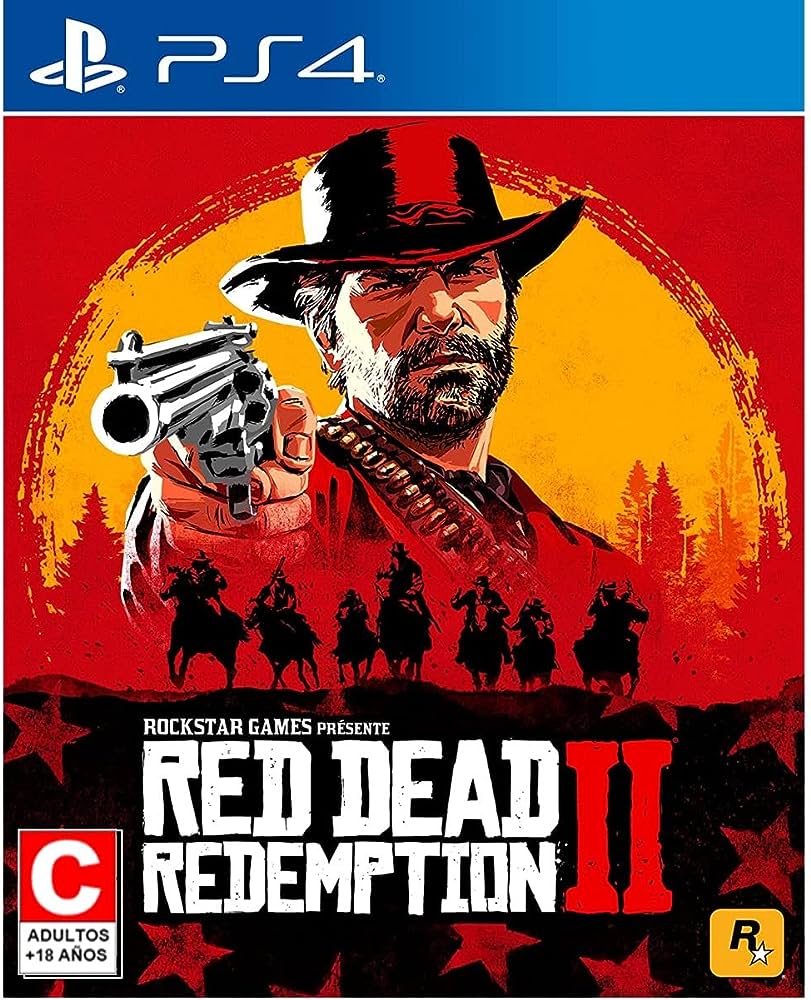 PS4
ROCKSTAR GAMES PRÉSENTE
RED DEAD
REDEMPTION II
C
ADULTOS
+18 AÑOS
R